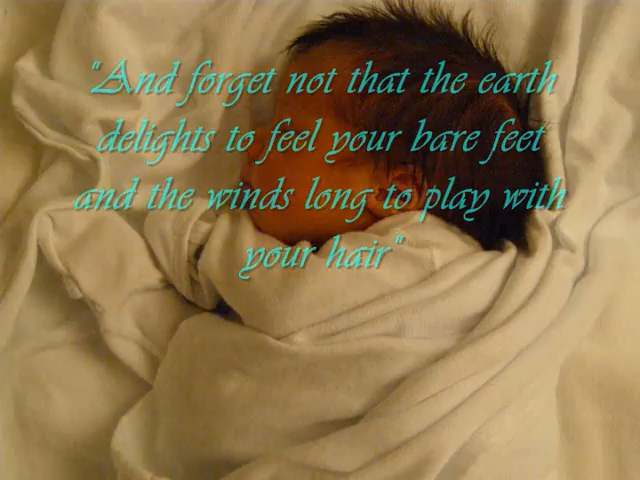 "And forget not that the earth
delights to feel your bare feet
and the winds long to play with
your hair"